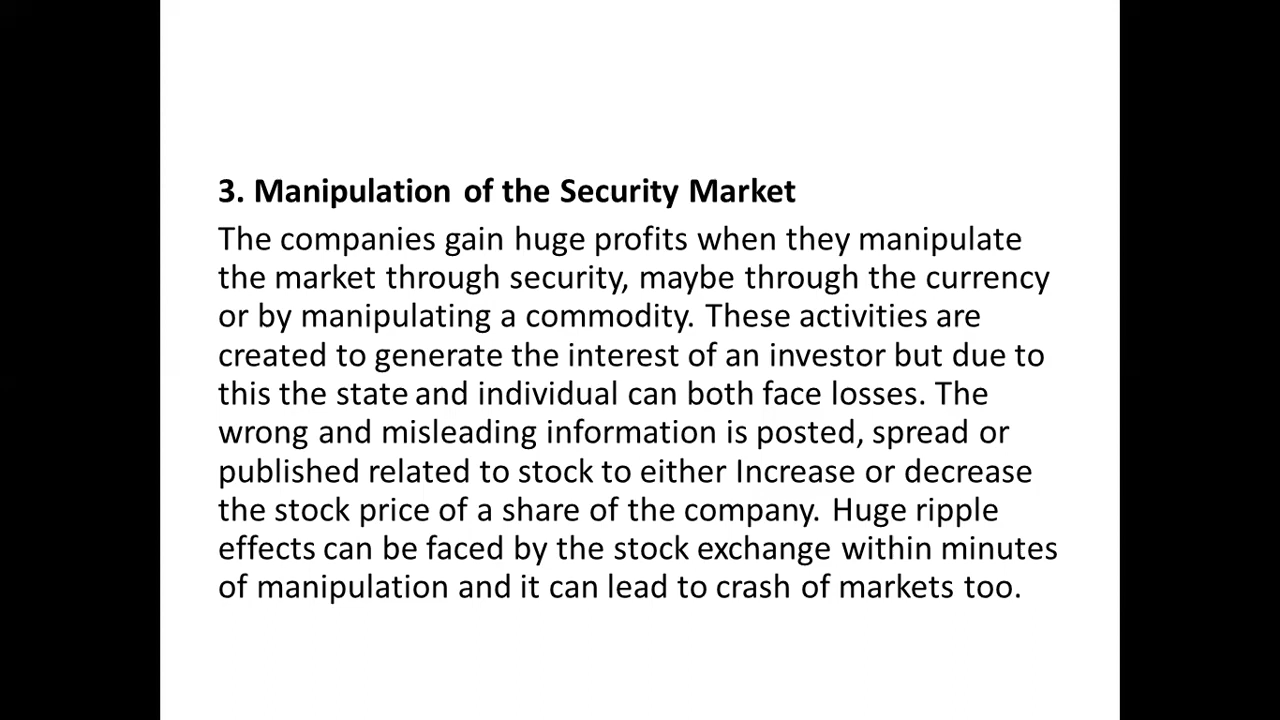 3. Manipulation of the Security Market
The companies gain huge profits when they manipulate
the market through security, maybe through the currency
or by manipulating a commodity. These activities are
created to generate the interest of an investor but due to
this the state and individual can both face losses. The
wrong and misleading information is posted, spread or
published related to stock to either Increase or decrease
the stock price of a share of the company. Huge ripple
effects can be faced by the stock exchange within minutes
of manipulation and it can lead to crash of markets too.